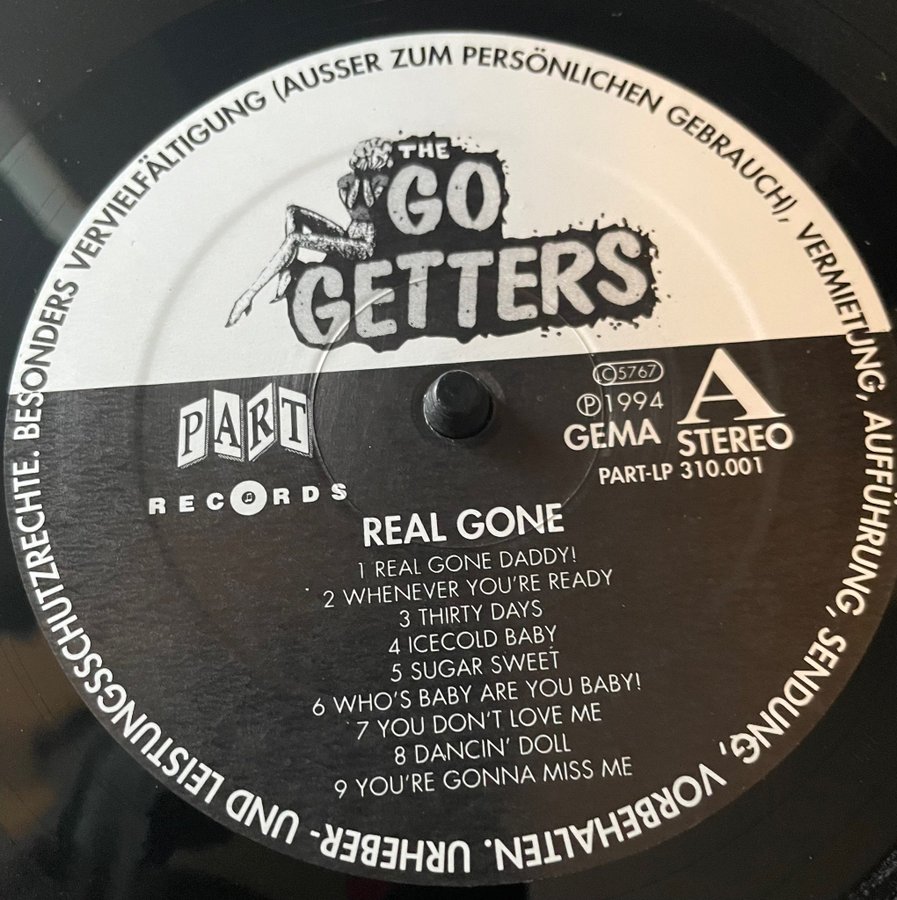 URHEBER- UND LEISTUNGSSCHUTZRECHTE. BESONDERS VERVIELFÄLTIGUNG (AUSSER ZUM PERSÖNLICHEN GEBRAUCH), VERMIETUNG, AUFFÜHRUNG, SENDUNG, VORBEHALTEN.
THE
GO
GETTERS
PART
RECORDS
LC 5767
Ⓟ1994
GEMA
A
STEREO
PART-LP 310.001
REAL GONE
1 REAL GONE DADDY!
2 WHENEVER YOU'RE READY
3 THIRTY DAYS
4 ICECOLD BABY
5 SUGAR SWEET
6 WHO'S BABY ARE YOU BABY!
7 YOU DON'T LOVE ME
8 DANCIN' DOLL
9 YOU'RE GONNA MISS ME